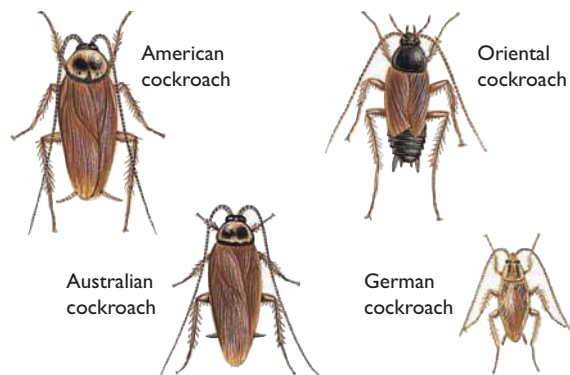 American
cockroach
Oriental
cockroach
Australian
cockroach
German
cockroach